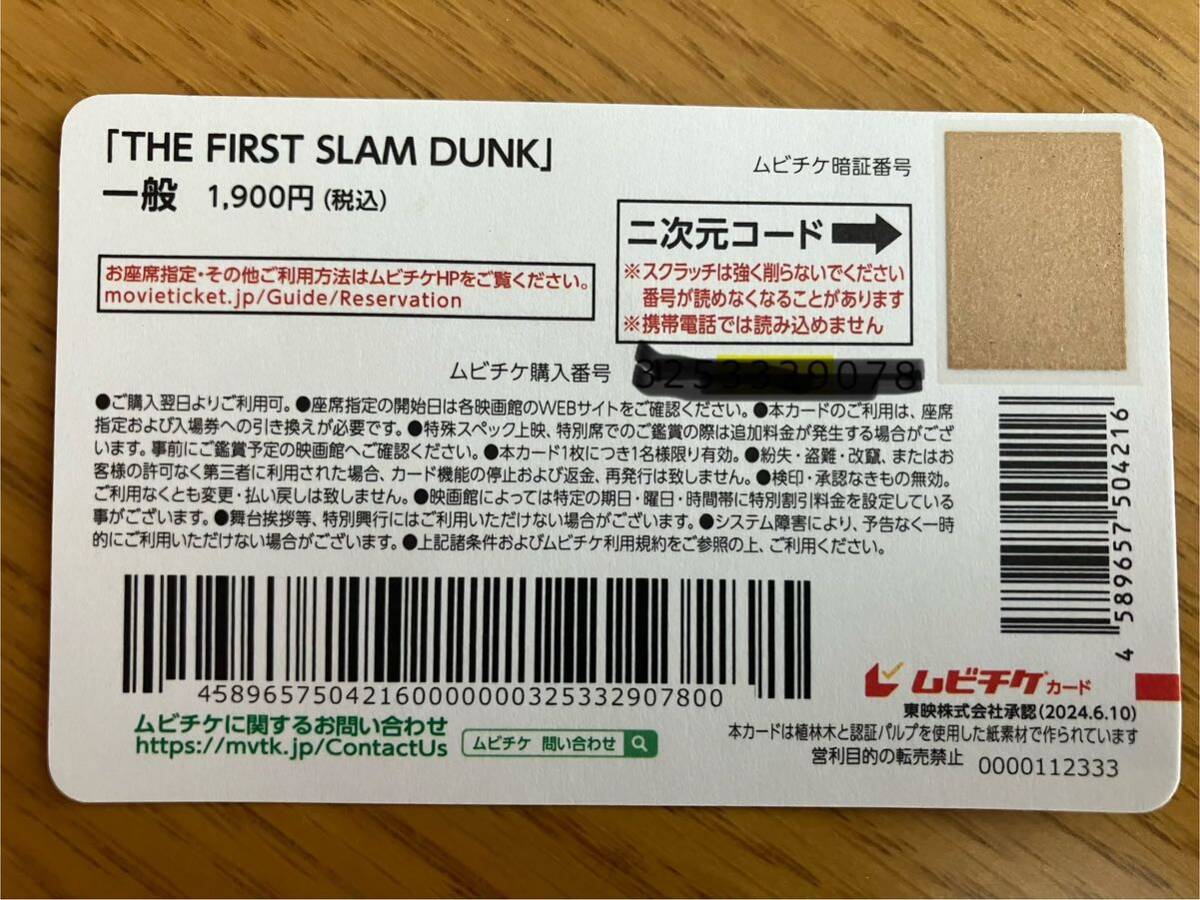 「THE FIRST SLAM DUNK」
一般 1,900円(税込)
お座席指定・その他ご利用方法はムビチケHPをご覧ください。
movieticket.jp/Guide/Reservation
ムビチケ暗証番号
二次元コード➡
※スクラッチは強く削らないでください
番号が読めなくなることがあります
※携帯電話では読み込めません
ムビチケ購入番号
●ご購入翌日よりご利用可。●座席指定の開始日は各映画館のWEBサイトをご確認ください。●本カードのご利用は、座席
指定および入場券への引き換えが必要です。●特殊スペック上映、特別席でのご鑑賞の際は追加料金が発生する場合がござ
います。事前にご鑑賞予定の映画館へご確認ください。●本カード1枚につき1名様限り有効。●紛失・盗難・改竄、またはお
客様の許可なく第三者に利用された場合、カード機能の停止および返金、再発行は致しません。●検印・承認なきもの無効。
ご利用なくとも変更・払い戻しは致しません。●映画館によっては特定の期日・曜日・時間帯に特別割引料金を設定している
事がございます。●舞台挨拶等、特別興行にはご利用いただけない場合がございます。●システム障害により、予告なく一時
的にご利用いただけない場合がございます。●上記諸条件およびムビチケ利用規約をご参照の上、ご利用ください。
4 589657 504216
45896575042160000000325332907800
ムビチケに関するお問い合わせ
https://mvtk.jp/ContactUs
ムビチケ 問い合わせ
ムビチケカード
東映株式会社承認(2024.6.10)
本カードは植林木と認証パルプを使用した紙素材で作られています
営利目的の転売禁止 0000112333